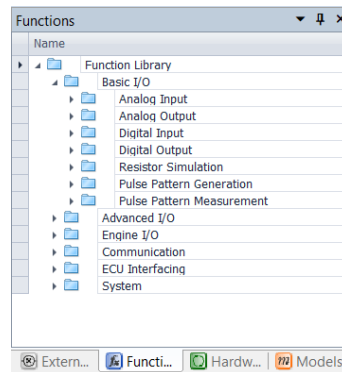 Functions
Name
Function Library
Basic I/O
Analog Input
Analog Output
Digital Input
Digital Output
Resistor Simulation
Pulse Pattern Generation
Pulse Pattern Measurement
Advanced I/O
Engine I/O
Communication
ECU Interfacing
System
Extern... Functi... Hardw... Models